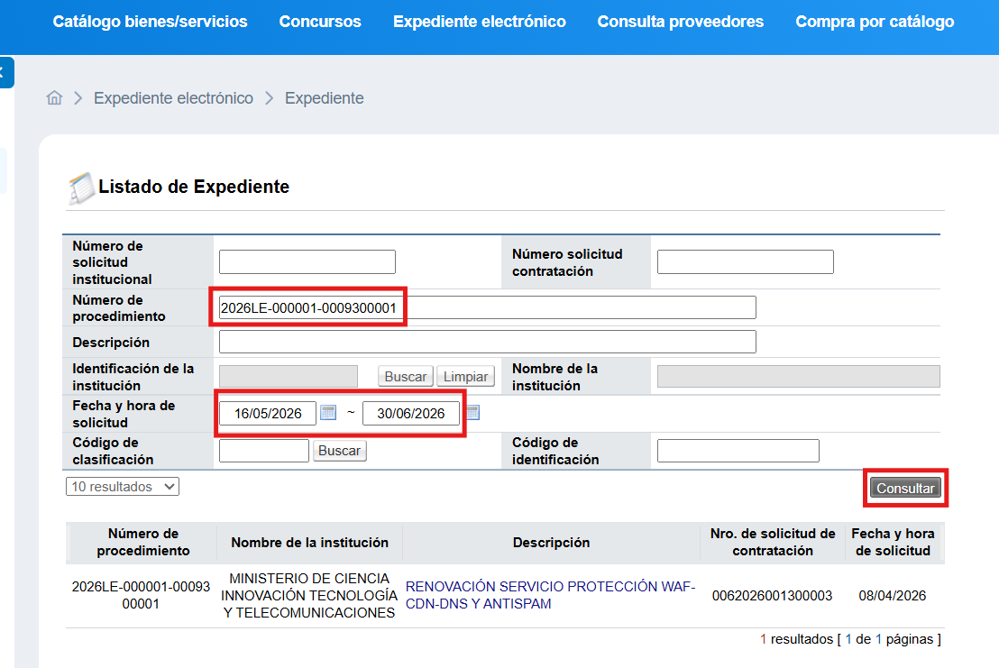 Catálogo bienes/servicios Concursos Expediente electrónico Consulta proveedores Compra por catálogo
Expediente electrónico Expediente
Listado de Expediente
Número de
solicitud
institucional
Número solicitud
contratación
Número de
procedimiento
2026LE-000001-0009300001
Descripción
Identificación de la
institución
Buscar Limpiar
Nombre de la
institución
Fecha y hora de
solicitud
16/05/2026 ~ 30/06/2026
Código de
clasificación
Buscar
Código de
identificación
10 resultados
Consultar
Número de
procedimiento
Nombre de la institución
Descripción
Nro. de solicitud de
contratación
Fecha y hora
de solicitud
2026LE-000001-00093
00001
MINISTERIO DE CIENCIA
INNOVACIÓN TECNOLOGÍA
Y TELECOMUNICACIONES
RENOVACIÓN SERVICIO PROTECCIÓN WAF-
CDN-DNS Y ANTISPAM
0062026001300003
08/04/2026
1 resultados [ 1 de 1 páginas ]